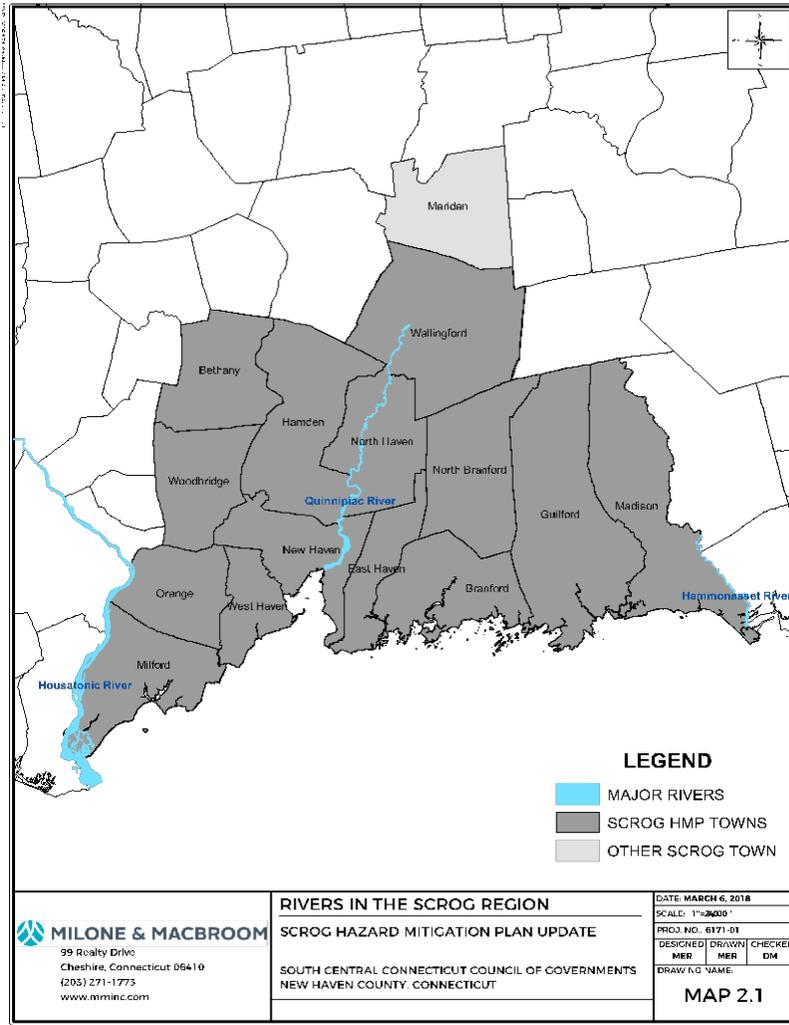 Meriden
Wallingford
Bethany
Hamden
North Haven
Woodbridge
North Branford
Quinnipiac River
Guilford
Madison
New Haven
East Haven
Orange
Branford
Hammonasset River
West Haven
Milford
Housatonic River
LEGEND
MAJOR RIVERS
SCROG HMP TOWNS
OTHER SCROG TOWN
MILONE & MACBROOM
99 Realty Drive
Cheshire, Connecticut 06410
(203) 271-1773
www.mminc.com
RIVERS IN THE SCROG REGION
SCROG HAZARD MITIGATION PLAN UPDATE
SOUTH CENTRAL CONNECTICUT COUNCIL OF GOVERNMENTS
NEW HAVEN COUNTY, CONNECTICUT
DATE: MARCH 6, 2018
SCALE:
PROJ. NO.: 6171-01
DESIGNED DRAWN CHECKED
MER MER DM
DRAWING NAME:
MAP 2.1